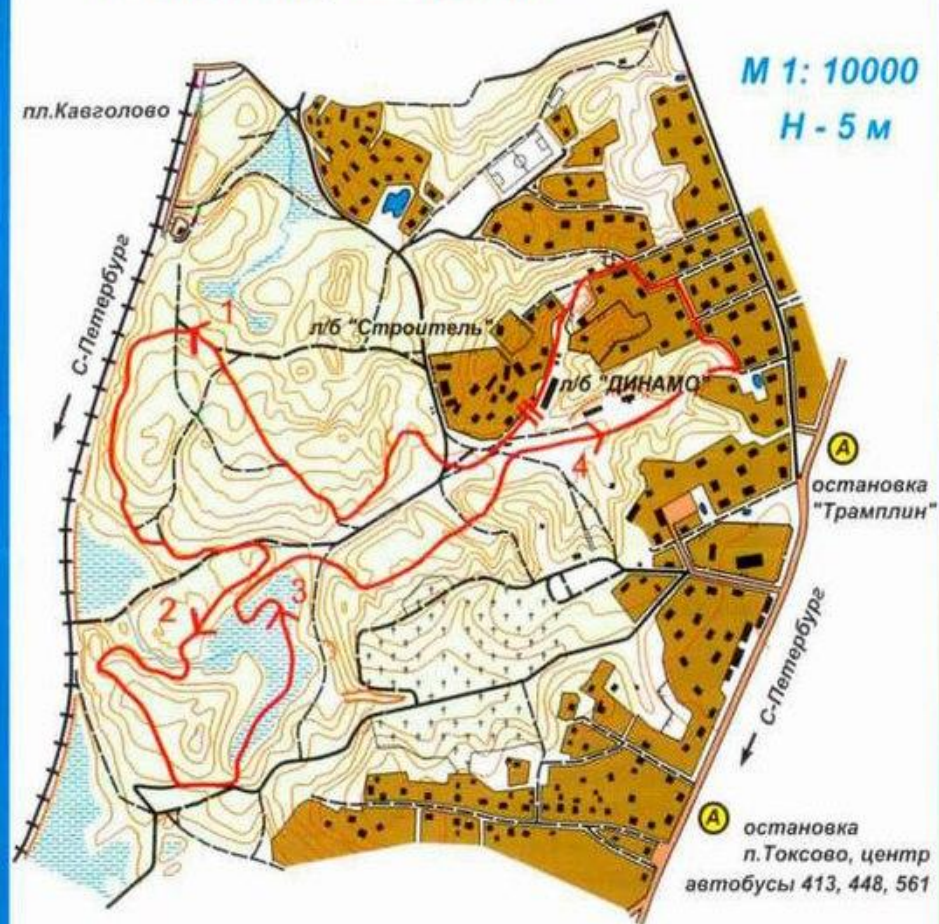 М 1: 10000
Н - 5 м
пл.Кавголово
С-Петербург
1
л/б "Строитель"
л/б "ДИНАМО"
4
А
остановка
"Трамплин"
2
3
С-Петербург
А
остановка
п.Токсово, центр
автобусы 413, 448, 561